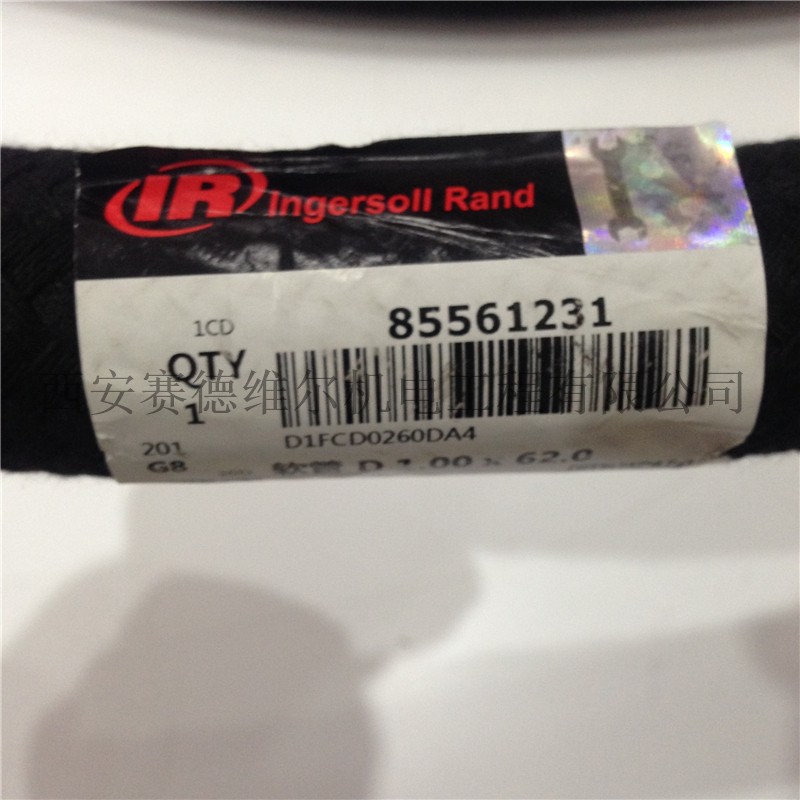 IR Ingersoll Rand
1CD
85561231
QTY
1
西安赛德维尔机电工程有限公司
D1FCD0260DA4
201
G8
软管 D 1.00 x 62.0